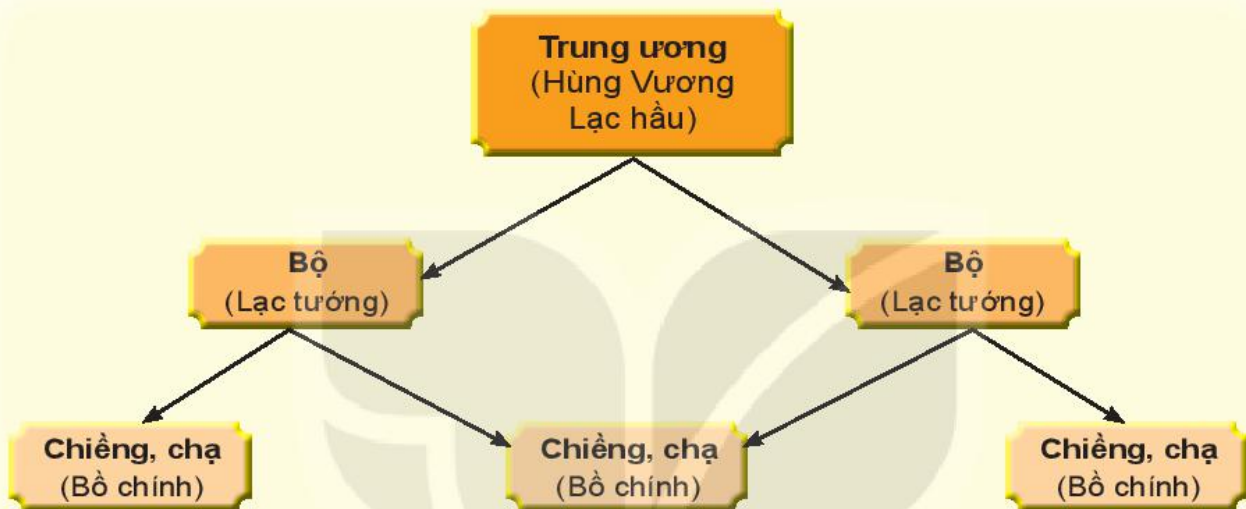 Trung ương
(Hùng Vương
Lạc hầu)
Bộ
(Lạc tướng)
Bộ
(Lạc tướng)
Chiềng, chạ
(Bồ chính)
Chiềng, chạ
(Bồ chính)
Chiềng, chạ
(Bồ chính)